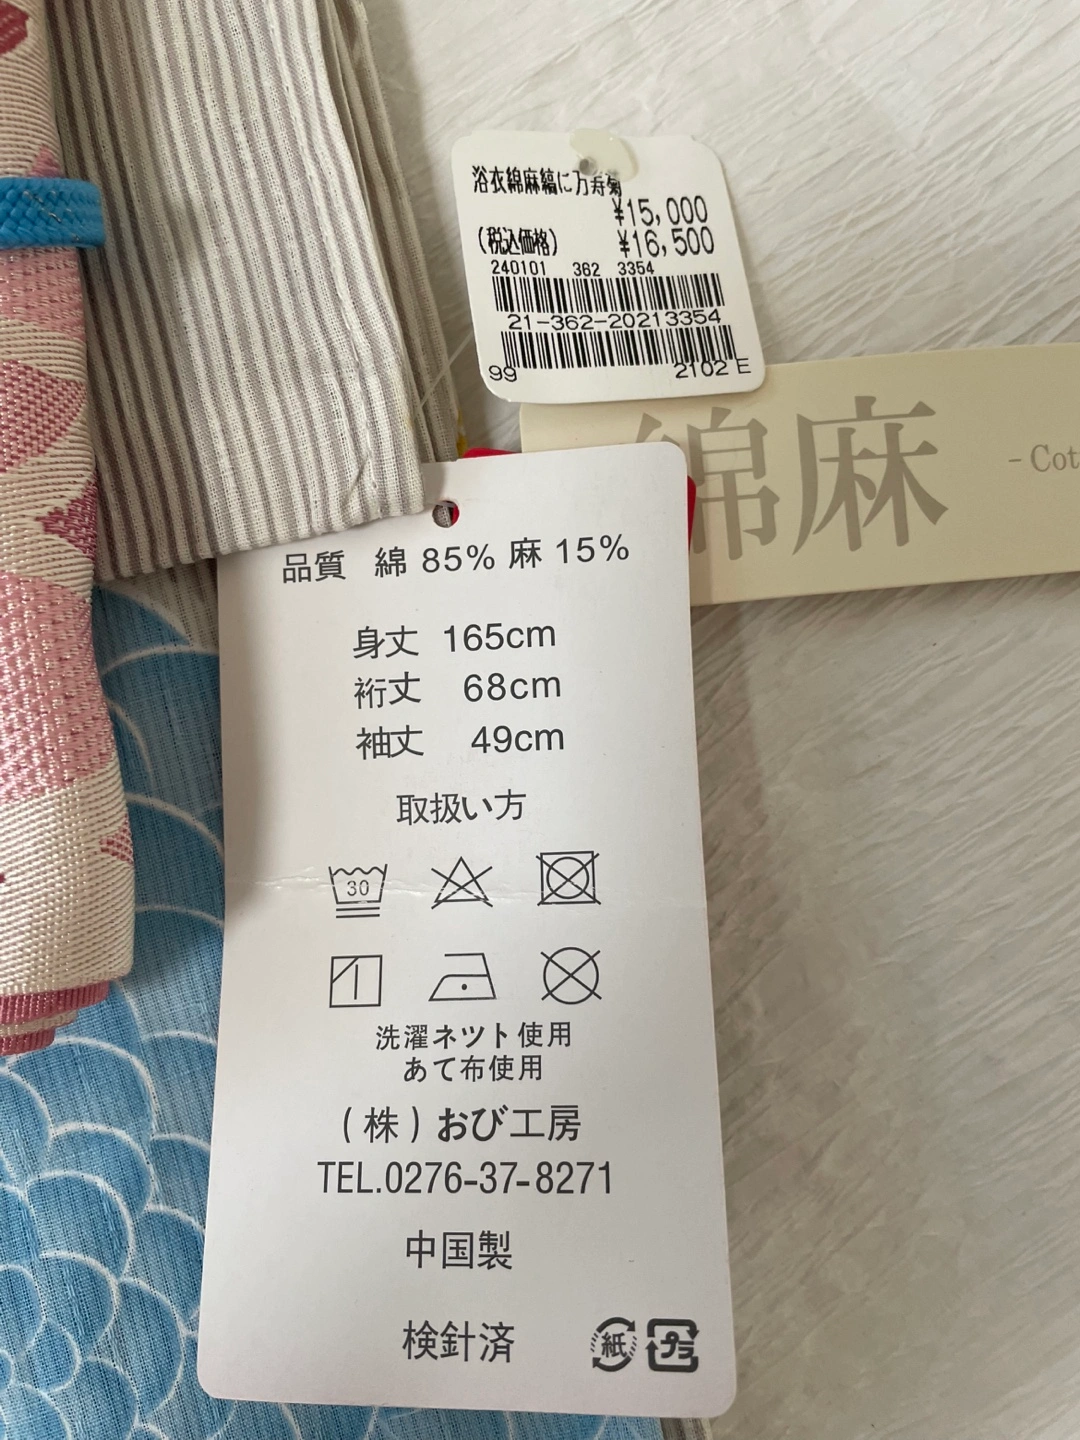 浴衣綿麻縞に万寿菊
¥15,000
(税込価格) ¥16,500
240101 362 3354
21-362-20213354
99 2102 E
綿麻 - Cot
品質 綿 85% 麻 15%
身丈 165cm
裄丈 68cm
袖丈 49cm
取扱い方
30
洗濯ネット使用
あて布使用
(株)おび工房
TEL.0276-37-8271
中国製
検針済
紙 プラ